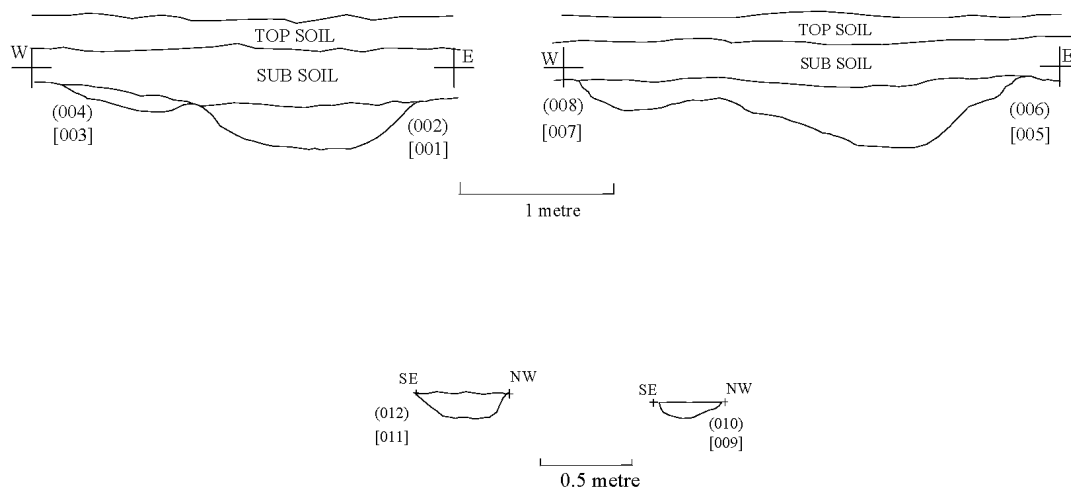 TOP SOIL
W
E
SUB SOIL
(004)
[003]
(002)
[001]
TOP SOIL
W
E
SUB SOIL
(008)
[007]
(006)
[005]
1 metre
SE
NW
(012)
[011]
SE
NW
(010)
[009]
0.5 metre